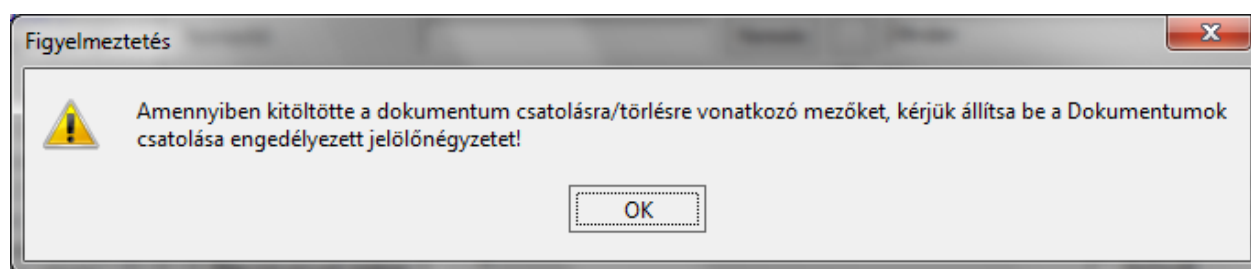 Figyelmeztetés
Amennyiben kitöltötte a dokumentum csatolásra/törlésre vonatkozó mezőket, kérjük állítsa be a Dokumentumok
csatolása engedélyezett jelölőnégyzetet!
OK